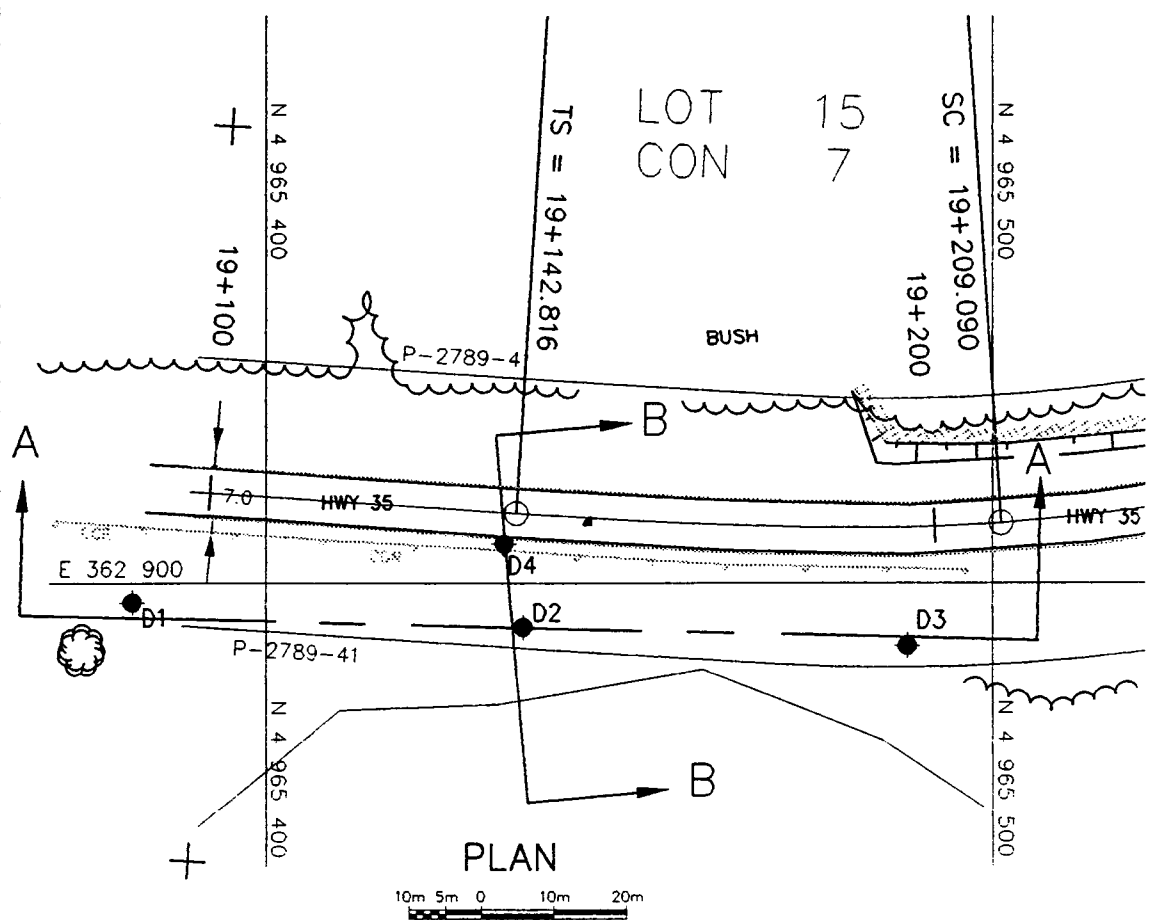 LOT 15
CON 7
N 4 965 400
TS = 19+142.816
SC = 19+209.090
N 4 965 500
19+100
19+200
BUSH
P-2789-4
A
B
A
7.0
HWY 35
HWY 35
E 362 900
D4
D1
D2
D3
P-2789-41
N 4 965 400
B
N 4 965 500
PLAN
10m 5m 0 10m 20m